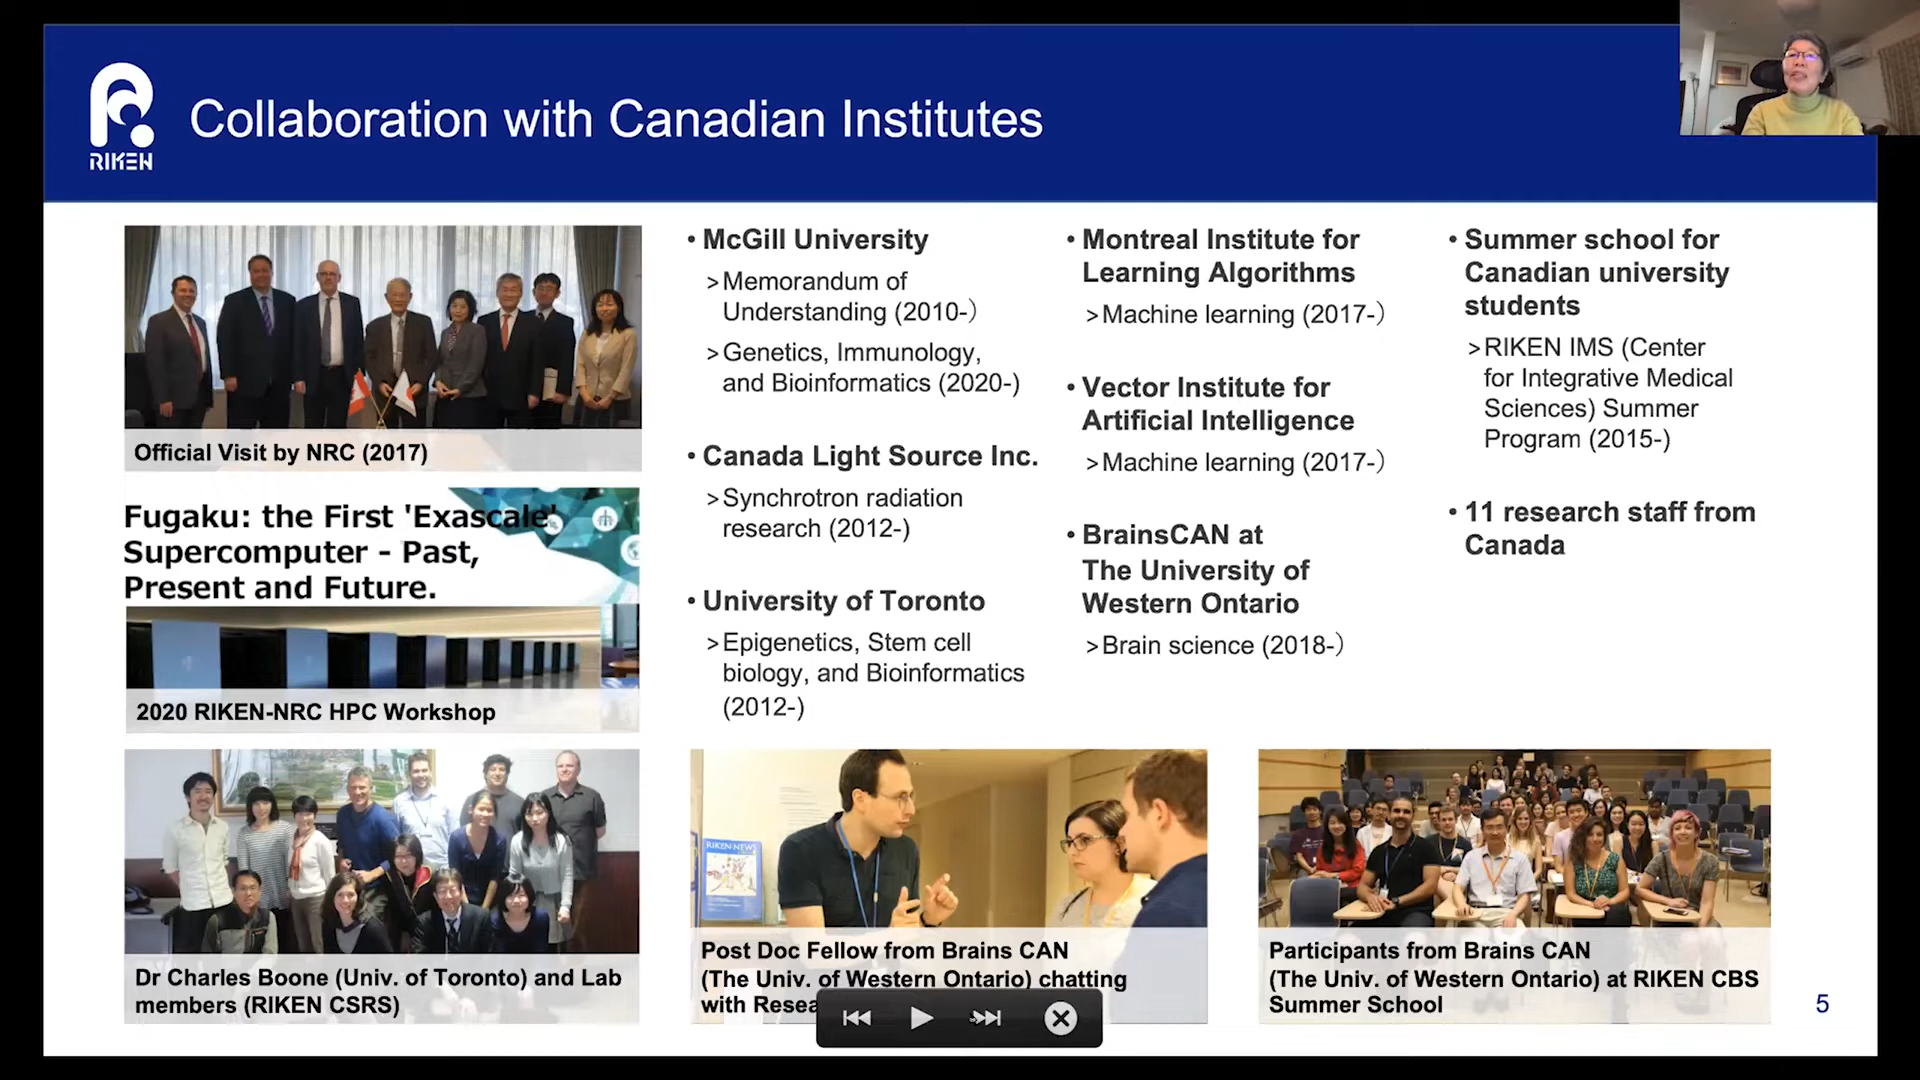 RIKEN
Collaboration with Canadian Institutes
Official Visit by NRC (2017)
Fugaku: the First 'Exascale'
Supercomputer - Past,
Present and Future.
2020 RIKEN-NRC HPC Workshop
Dr Charles Boone (Univ. of Toronto) and Lab
members (RIKEN CSRS)
• McGill University
>Memorandum of
Understanding (2010-)
>Genetics, Immunology,
and Bioinformatics (2020-)
• Canada Light Source Inc.
>Synchrotron radiation
research (2012-)
• University of Toronto
>Epigenetics, Stem cell
biology, and Bioinformatics
(2012-)
• Montreal Institute for
Learning Algorithms
>Machine learning (2017-)
• Vector Institute for
Artificial Intelligence
>Machine learning (2017-)
• BrainsCAN at
The University of
Western Ontario
>Brain science (2018-)
• Summer school for
Canadian university
students
>RIKEN IMS (Center
for Integrative Medical
Sciences) Summer
Program (2015-)
• 11 research staff from
Canada
RIKEN NEWS
Post Doc Fellow from Brains CAN
(The Univ. of Western Ontario) chatting
with Resea
Participants from Brains CAN
(The Univ. of Western Ontario) at RIKEN CBS
Summer School
5